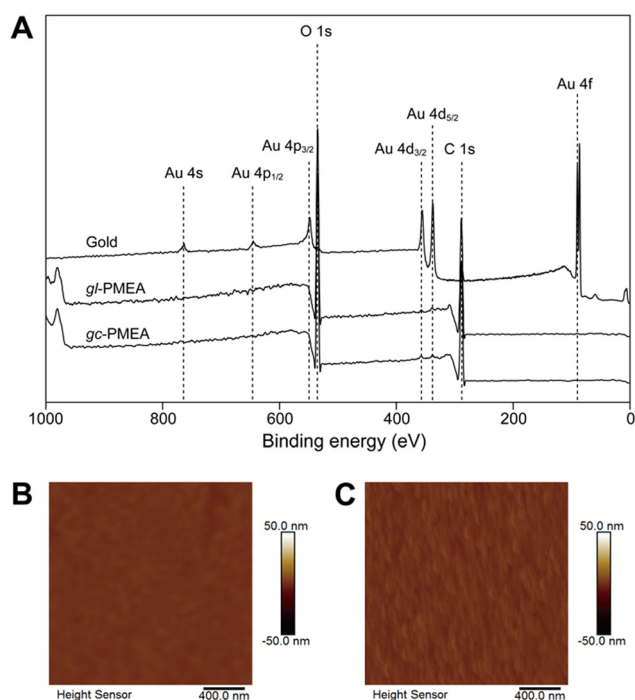 A
O 1s
Au 4f
Au 4d5/2
Au 4p3/2
Au 4d3/2
C 1s
Au 4s
Au 4p1/2
Gold
gl-PMEA
gc-PMEA
1000
800
600
400
200
0
Binding energy (eV)
B
C
50.0 nm
50.0 nm
-50.0 nm
-50.0 nm
Height Sensor
400.0 nm
Height Sensor
400.0 nm